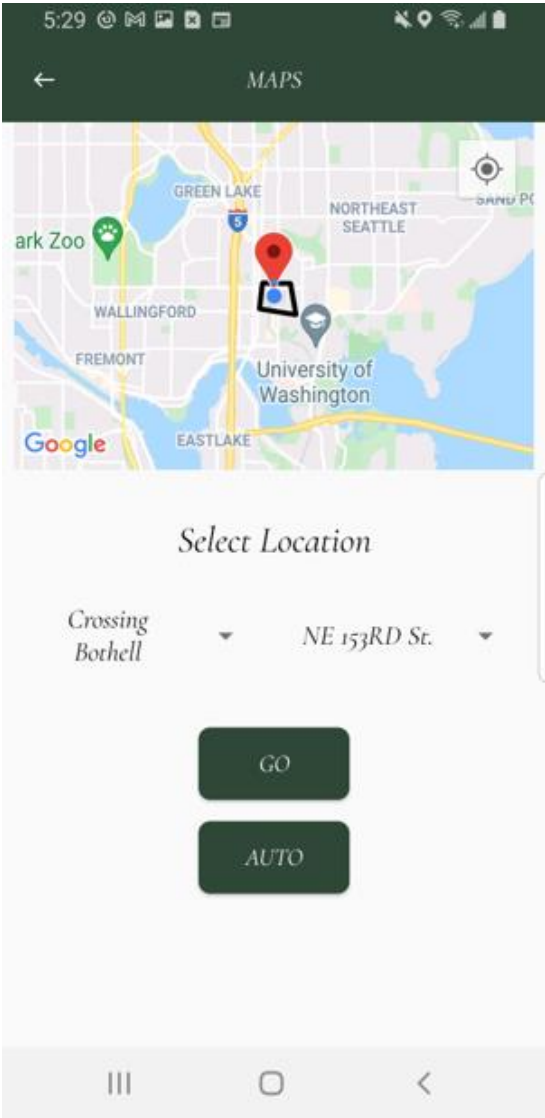 5:29
MAPS
GREEN LAKE
5
NORTHEAST
SEATTLE
SAND PO
ark Zoo
WALLINGFORD
FREMONT
University of
Washington
Google
EASTLAKE
Select Location
Crossing
Bothell
NE 153RD St.
GO
AUTO